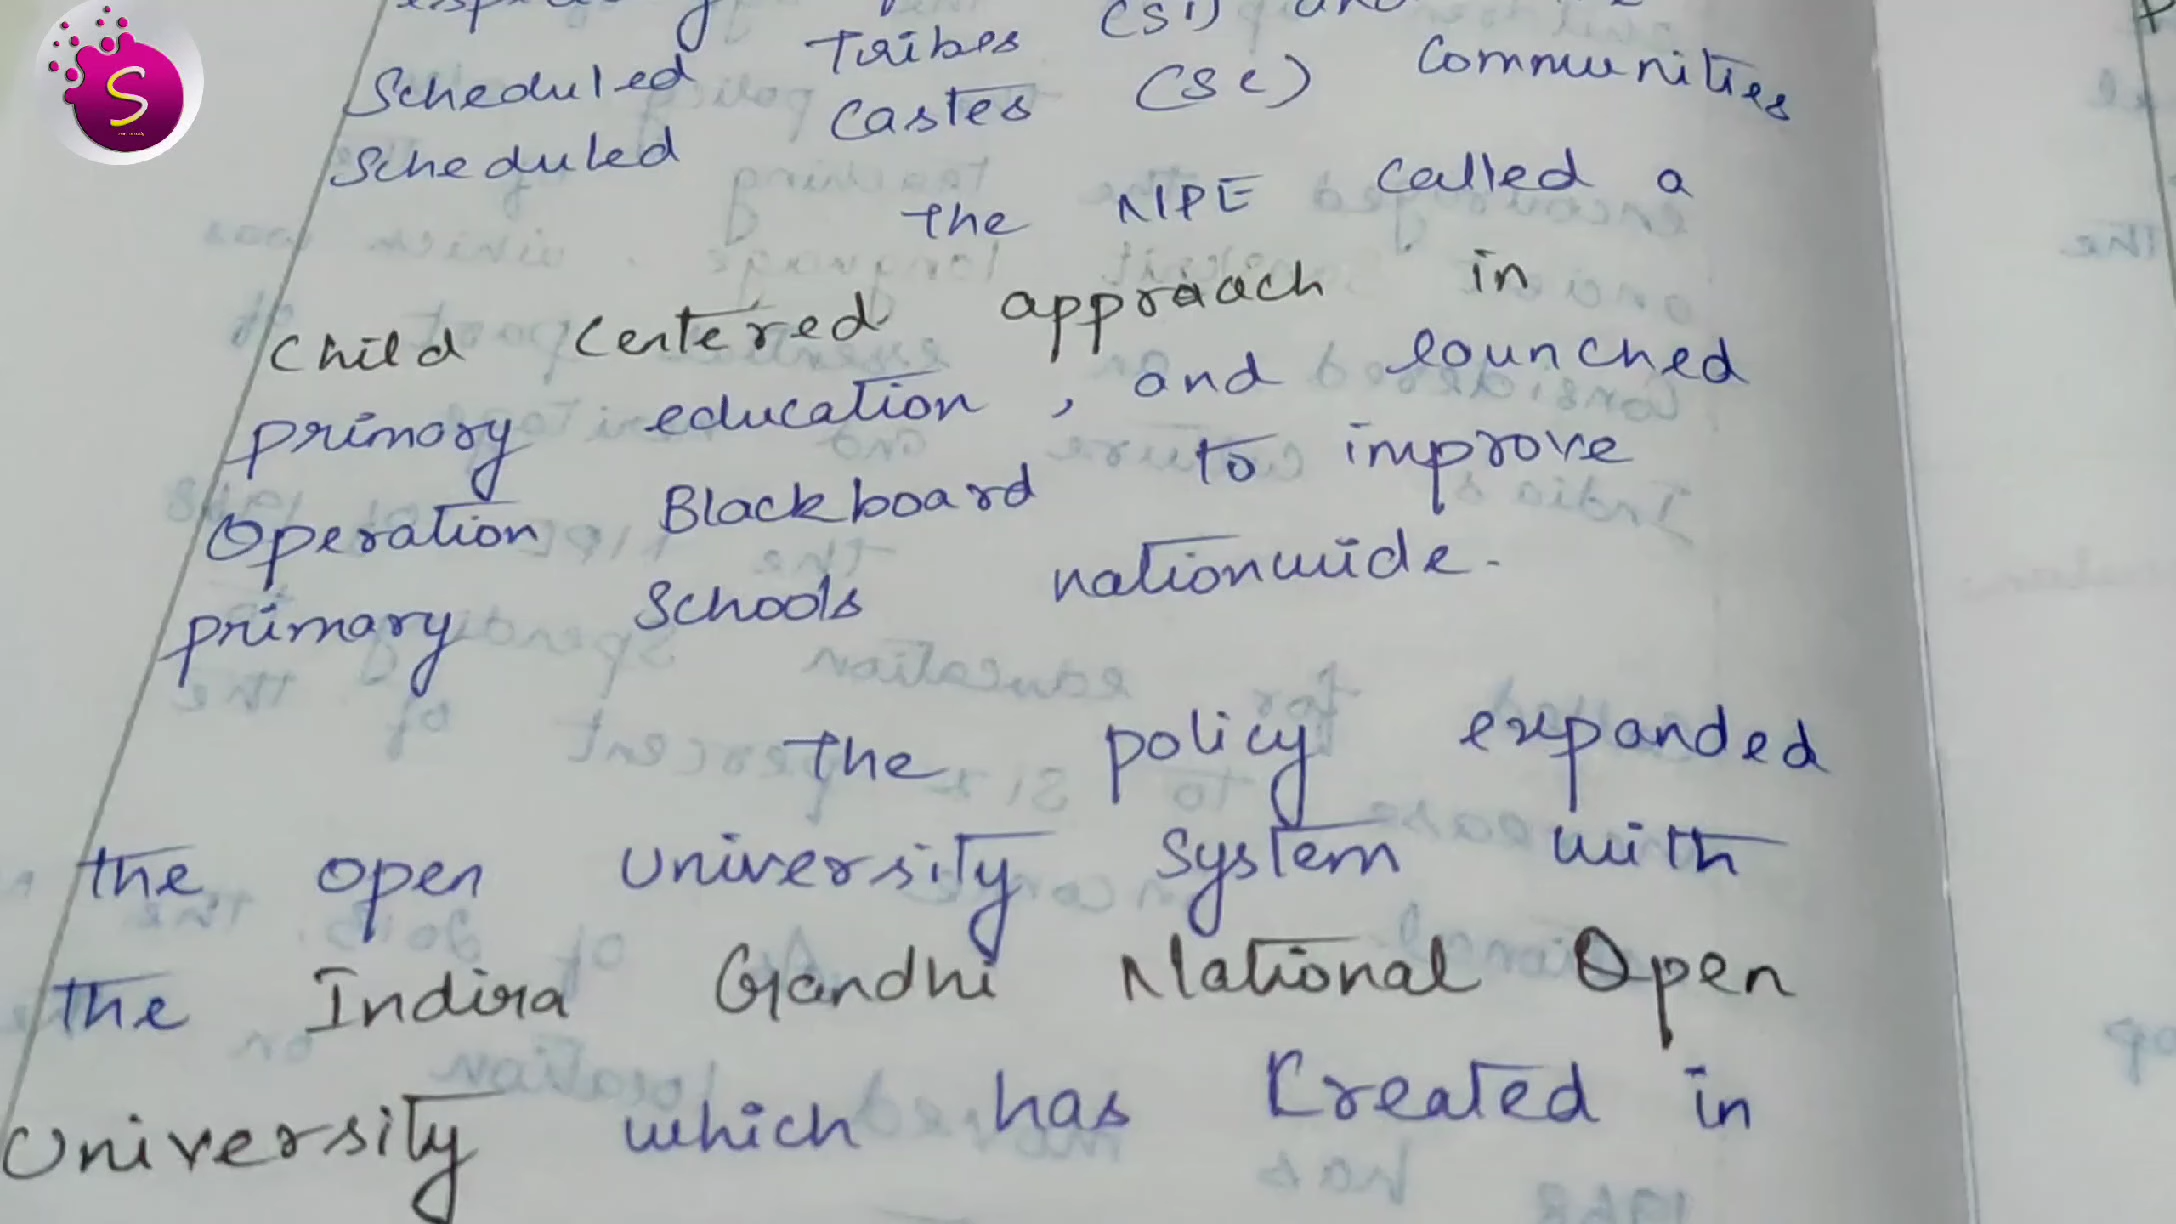 Scheduled Tribes (ST) and
Scheduled Castes (SC) Communities
the NPE called a
child centered approach in
primary education, and lounched
Operation Blackboard to improve
primary Schools nationwide.
the policy expanded
the open university system with
the Indira Gandhi National Open
University which has Created in
S